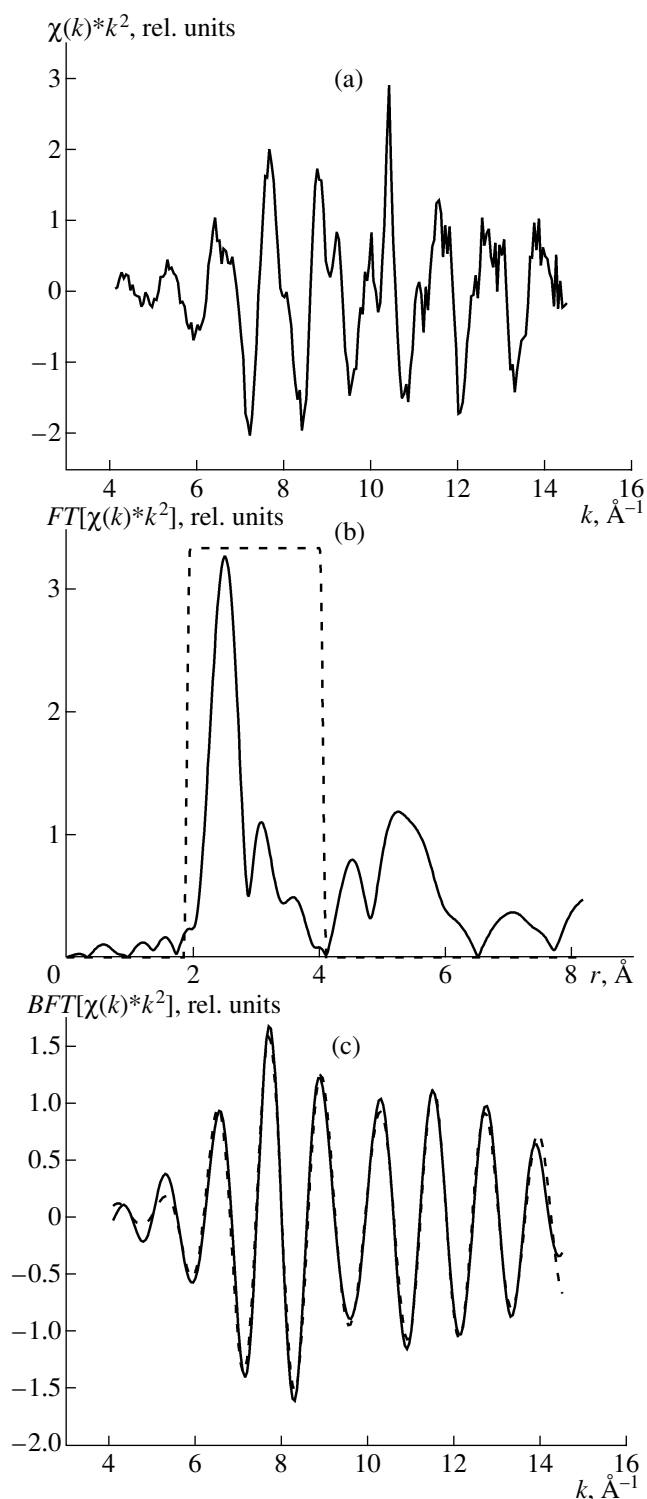 χ(k)*k², rel. units
(a)
3
2
1
0
−1
−2
4 6 8 10 12 14 16
k, Å⁻¹
FT[χ(k)*k²], rel. units
(b)
3
2
1
0 2 4 6 8 r, Å
BFT[χ(k)*k²], rel. units
(c)
1.5
1.0
0.5
0
−0.5
−1.0
−1.5
−2.0
4 6 8 10 12 14 16
k, Å⁻¹